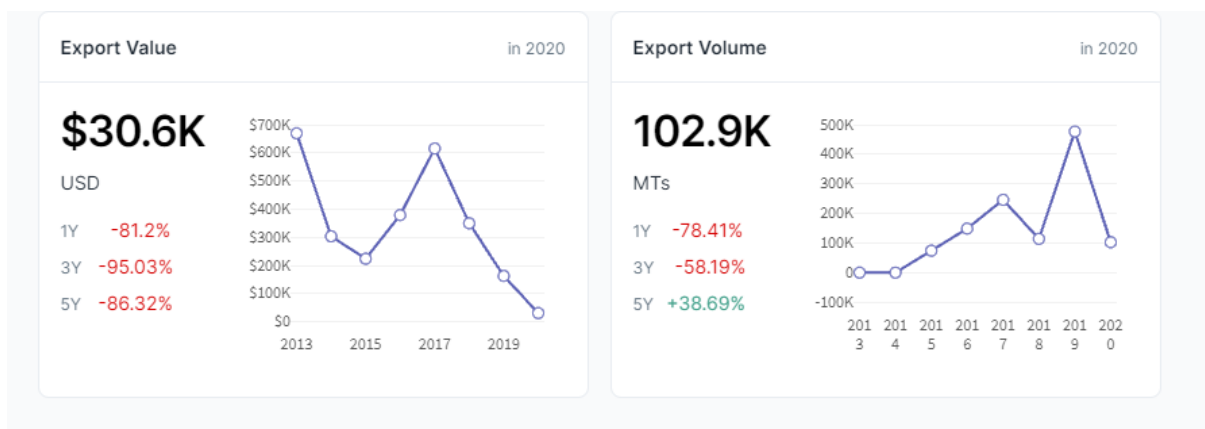 Export Value in 2020
$30.6K
USD
1Y -81.2%
3Y -95.03%
5Y -86.32%
$700K
$600K
$500K
$400K
$300K
$200K
$100K
$0
2013 2015 2017 2019
Export Volume in 2020
102.9K
MTs
1Y -78.41%
3Y -58.19%
5Y +38.69%
500K
400K
300K
200K
100K
0
-100K
201 201 201 201 201 201 201 202
3 4 5 6 7 8 9 0